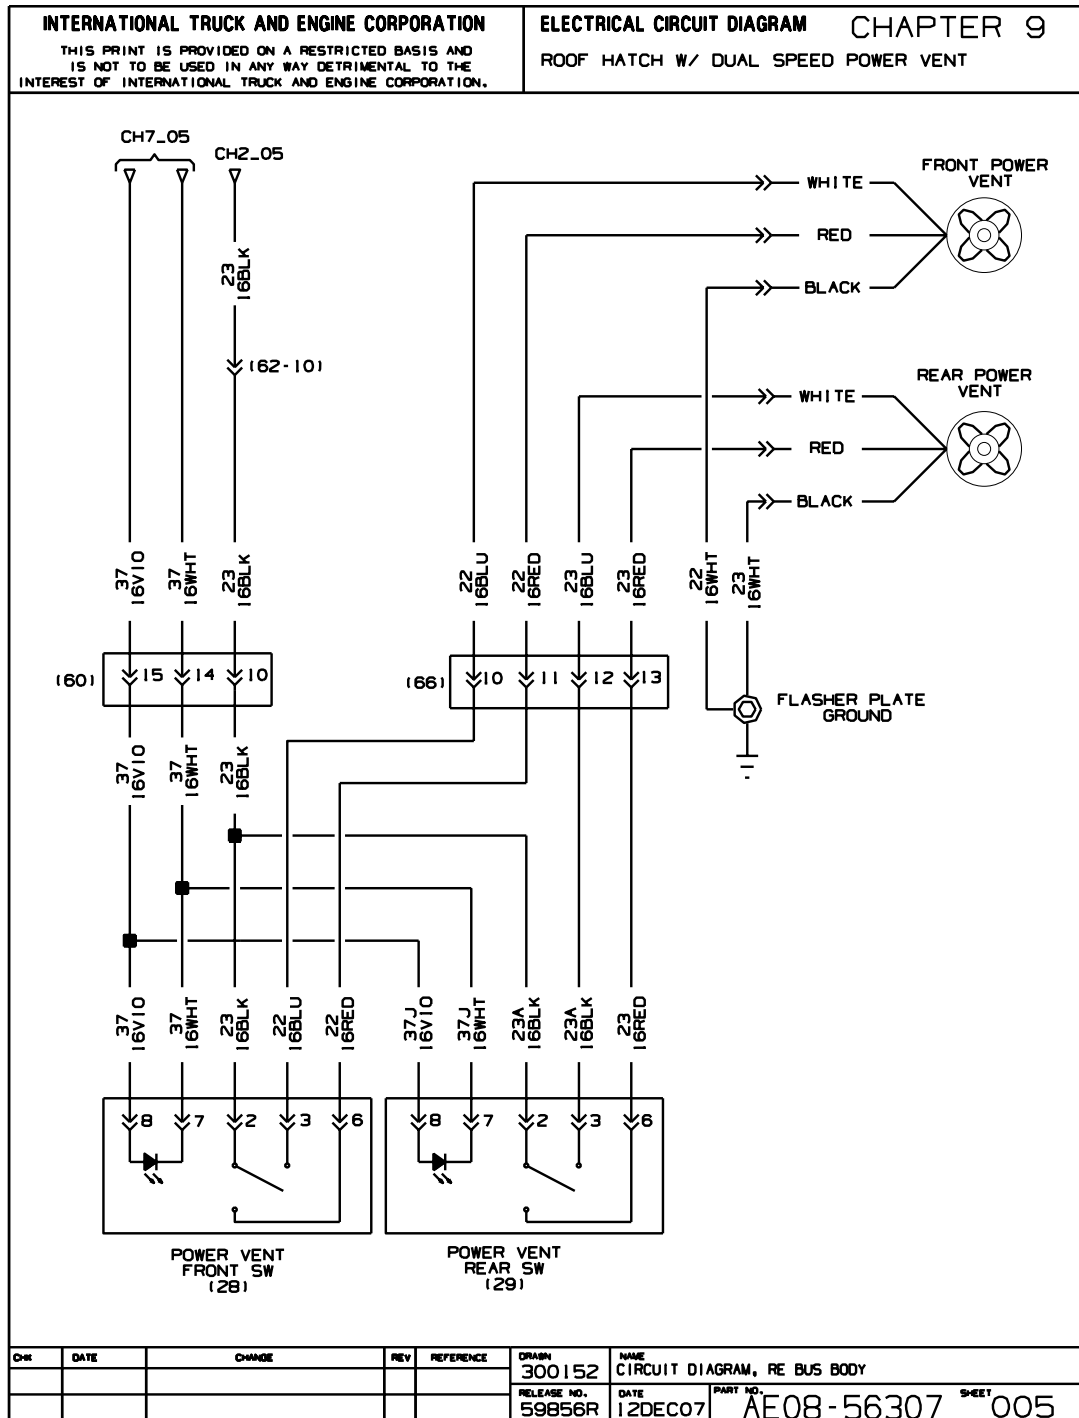 INTERNATIONAL TRUCK AND ENGINE CORPORATION
THIS PRINT IS PROVIDED ON A RESTRICTED BASIS AND
IS NOT TO BE USED IN ANY WAY DETRIMENTAL TO THE
INTEREST OF INTERNATIONAL TRUCK AND ENGINE CORPORATION.
ELECTRICAL CIRCUIT DIAGRAM CHAPTER 9
ROOF HATCH W/ DUAL SPEED POWER VENT
CH7_05
CH2_05
23
16BLK
(62-10)
FRONT POWER
VENT
WHITE
RED
BLACK
REAR POWER
VENT
WHITE
RED
BLACK
37
16VIO
37
16WHT
23
16BLK
22
16BLU
22
16RED
23
16BLU
23
16RED
22
16WHT
23
16WHT
(60)
15
14
10
(66)
10
11
12
13
FLASHER PLATE
GROUND
37
16VIO
37
16WHT
23
16BLK
37
16VIO
37
16WHT
23
16BLK
22
16BLU
22
16RED
37J
16VIO
37J
16WHT
23A
16BLK
23A
16BLK
23
16RED
8
7
2
3
6
8
7
2
3
6
POWER VENT
FRONT SW
(28)
POWER VENT
REAR SW
(29)
CHK DATE CHANGE REV REFERENCE
DRAWN
300152
NAME
CIRCUIT DIAGRAM, RE BUS BODY
RELEASE NO.
59856R
DATE
12DEC07
PART NO.
AE08-56307
SHEET
005